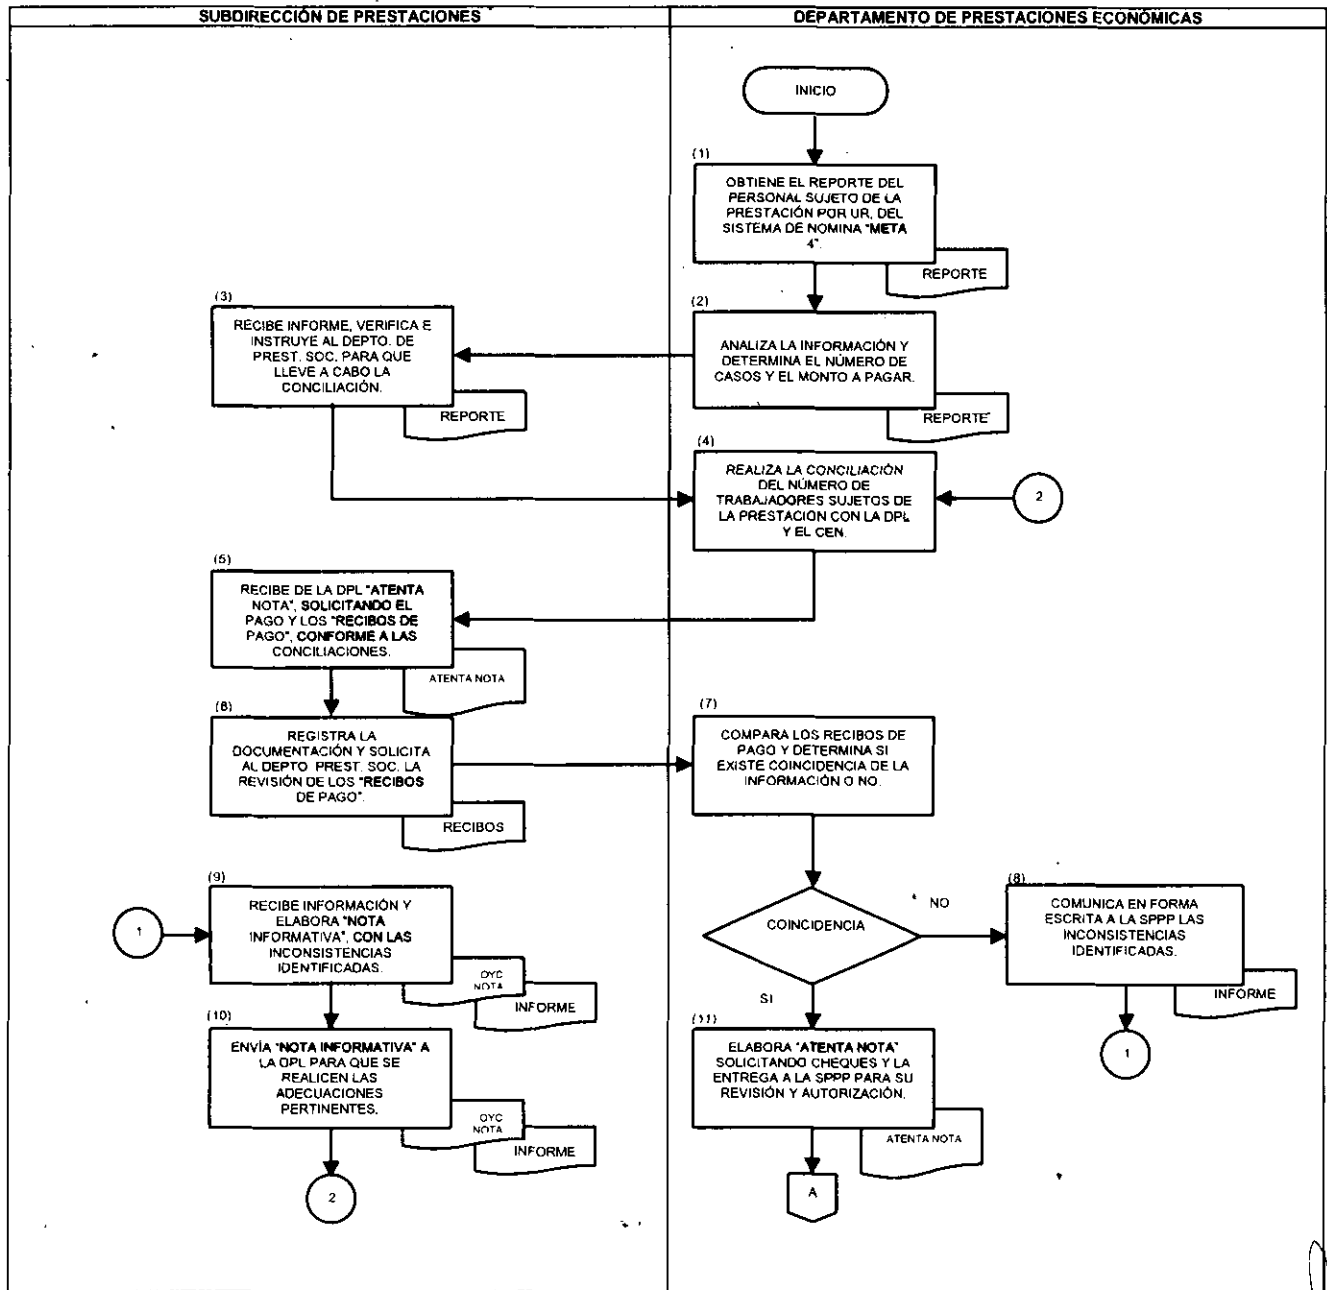 SUBDIRECCIÓN DE PRESTACIONES
DEPARTAMENTO DE PRESTACIONES ECONÓMICAS
INICIO
(1)
OBTIENE EL REPORTE DEL
PERSONAL SUJETO DE LA
PRESTACIÓN POR UR, DEL
SISTEMA DE NOMINA "META
4".
REPORTE
(2)
ANALIZA LA INFORMACIÓN Y
DETERMINA EL NÚMERO DE
CASOS Y EL MONTO A PAGAR.
REPORTE
(3)
RECIBE INFORME, VERIFICA E
INSTRUYE AL DEPTO. DE
PREST. SOC. PARA QUE
LLEVE A CABO LA
CONCILIACIÓN.
REPORTE
(4)
REALIZA LA CONCILIACIÓN
DEL NÚMERO DE
TRABAJADORES SUJETOS DE
LA PRESTACIÓN CON LA DPL
Y EL CEN.
2
(5)
RECIBE DE LA DPL "ATENTA
NOTA", SOLICITANDO EL
PAGO Y LOS "RECIBOS DE
PAGO", CONFORME A LAS
CONCILIACIONES.
ATENTA NOTA
(6)
REGISTRA LA
DOCUMENTACIÓN Y SOLICITA
AL DEPTO. PREST. SOC. LA
REVISIÓN DE LOS "RECIBOS
DE PAGO".
RECIBOS
(7)
COMPARA LOS RECIBOS DE
PAGO Y DETERMINA SI
EXISTE COINCIDENCIA DE LA
INFORMACIÓN O NO.
COINCIDENCIA
NO
SI
(8)
COMUNICA EN FORMA
ESCRITA A LA SPPP LAS
INCONSISTENCIAS
IDENTIFICADAS.
INFORME
1
(9)
1
RECIBE INFORMACIÓN Y
ELABORA "NOTA
INFORMATIVA", CON LAS
INCONSISTENCIAS
IDENTIFICADAS.
OYC
NOTA
INFORME
(10)
ENVÍA "NOTA INFORMATIVA" A
LA DPL PARA QUE SE
REALICEN LAS
ADECUACIONES
PERTINENTES.
OYC
NOTA
INFORME
2
(11)
ELABORA "ATENTA NOTA"
SOLICITANDO CHEQUES Y LA
ENTREGA A LA SPPP PARA SU
REVISIÓN Y AUTORIZACIÓN.
ATENTA NOTA
A